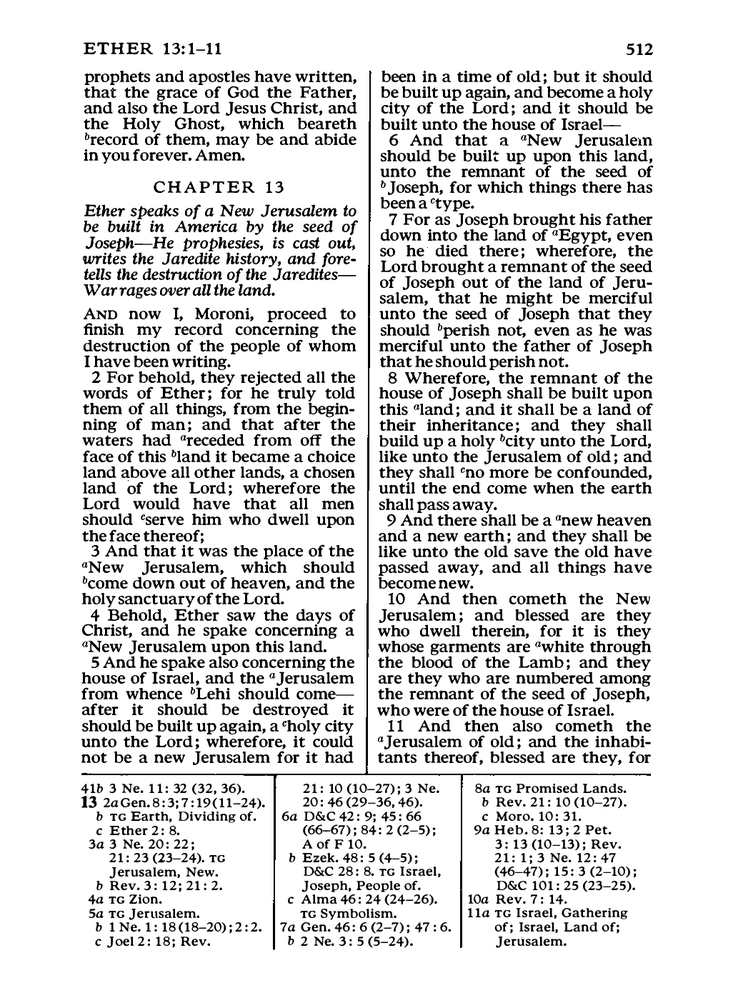 ETHER 13:1–11
512
prophets and apostles have written,
that the grace of God the Father,
and also the Lord Jesus Christ, and
the Holy Ghost, which beareth
ᵇrecord of them, may be and abide
in you forever. Amen.
CHAPTER 13
Ether speaks of a New Jerusalem to
be built in America by the seed of
Joseph—He prophesies, is cast out,
writes the Jaredite history, and fore-
tells the destruction of the Jaredites—
War rages over all the land.
AND now I, Moroni, proceed to
finish my record concerning the
destruction of the people of whom
I have been writing.
2 For behold, they rejected all the
words of Ether; for he truly told
them of all things, from the begin-
ning of man; and that after the
waters had ᵃreceded from off the
face of this ᵇland it became a choice
land above all other lands, a chosen
land of the Lord; wherefore the
Lord would have that all men
should ᶜserve him who dwell upon
the face thereof;
3 And that it was the place of the
ᵃNew Jerusalem, which should
ᵇcome down out of heaven, and the
holy sanctuary of the Lord.
4 Behold, Ether saw the days of
Christ, and he spake concerning a
ᵃNew Jerusalem upon this land.
5 And he spake also concerning the
house of Israel, and the ᵃJerusalem
from whence ᵇLehi should come—
after it should be destroyed it
should be built up again, a ᶜholy city
unto the Lord; wherefore, it could
not be a new Jerusalem for it had
been in a time of old; but it should
be built up again, and become a holy
city of the Lord; and it should be
built unto the house of Israel—
6 And that a ᵃNew Jerusalem
should be built up upon this land,
unto the remnant of the seed of
ᵇJoseph, for which things there has
been a ᶜtype.
7 For as Joseph brought his father
down into the land of ᵃEgypt, even
so he died there; wherefore, the
Lord brought a remnant of the seed
of Joseph out of the land of Jeru-
salem, that he might be merciful
unto the seed of Joseph that they
should ᵇperish not, even as he was
merciful unto the father of Joseph
that he should perish not.
8 Wherefore, the remnant of the
house of Joseph shall be built upon
this ᵃland; and it shall be a land of
their inheritance; and they shall
build up a holy ᵇcity unto the Lord,
like unto the Jerusalem of old; and
they shall ᶜno more be confounded,
until the end come when the earth
shall pass away.
9 And there shall be a ᵃnew heaven
and a new earth; and they shall be
like unto the old save the old have
passed away, and all things have
become new.
10 And then cometh the New
Jerusalem; and blessed are they
who dwell therein, for it is they
whose garments are ᵃwhite through
the blood of the Lamb; and they
are they who are numbered among
the remnant of the seed of Joseph,
who were of the house of Israel.
11 And then also cometh the
ᵃJerusalem of old; and the inhabi-
tants thereof, blessed are they, for
41b 3 Ne. 11: 32 (32, 36).
13 2a Gen. 8:3; 7:19 (11–24).
b TG Earth, Dividing of.
c Ether 2: 8.
3a 3 Ne. 20: 22;
21: 23 (23–24). TG
Jerusalem, New.
b Rev. 3: 12; 21: 2.
4a TG Zion.
5a TG Jerusalem.
b 1 Ne. 1: 18 (18–20); 2: 2.
c Joel 2: 18; Rev.
21: 10 (10–27); 3 Ne.
20: 46 (29–36, 46).
6a D&C 42: 9; 45: 66
(66–67); 84: 2 (2–5);
A of F 10.
b Ezek. 48: 5 (4–5);
D&C 28: 8. TG Israel,
Joseph, People of.
c Alma 46: 24 (24–26).
TG Symbolism.
7a Gen. 46: 6 (2–7); 47: 6.
b 2 Ne. 3: 5 (5–24).
8a TG Promised Lands.
b Rev. 21: 10 (10–27).
c Moro. 10: 31.
9a Heb. 8: 13; 2 Pet.
3: 13 (10–13); Rev.
21: 1; 3 Ne. 12: 47
(46–47); 15: 3 (2–10);
D&C 101: 25 (23–25).
10a Rev. 7: 14.
11a TG Israel, Gathering
of; Israel, Land of;
Jerusalem.